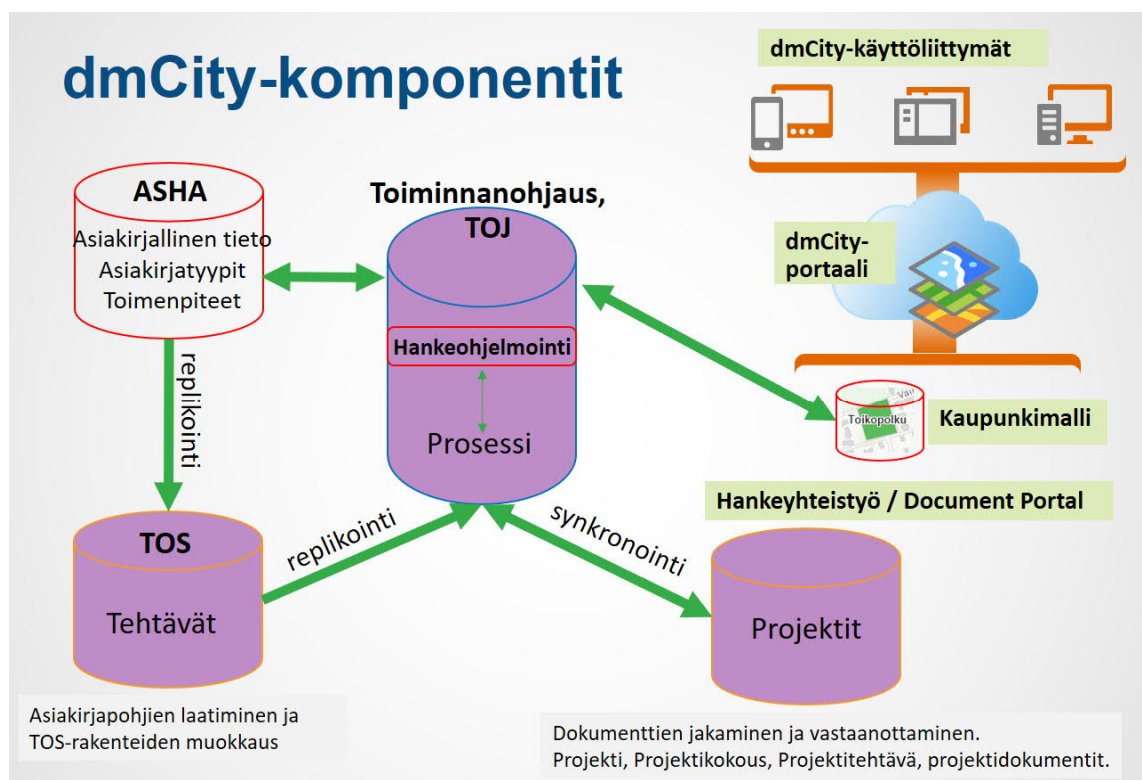 dmCity-komponentit
dmCity-käyttöliittymät
ASHA
Asiakirjallinen tieto
Asiakirjatyypit
Toimenpiteet
Toiminnanohjaus,
TOJ
Hankeohjelmointi
Prosessi
dmCity-
portaali
Toikopolku
Kaupunkimalli
replikointi
TOS
Tehtävät
replikointi
synkronointi
Hankeyhteistyö / Document Portal
Projektit
Asiakirjapohjien laatiminen ja
TOS-rakenteiden muokkaus
Dokumenttien jakaminen ja vastaanottaminen.
Projekti, Projektikokous, Projektitehtävä, projektidokumentit.